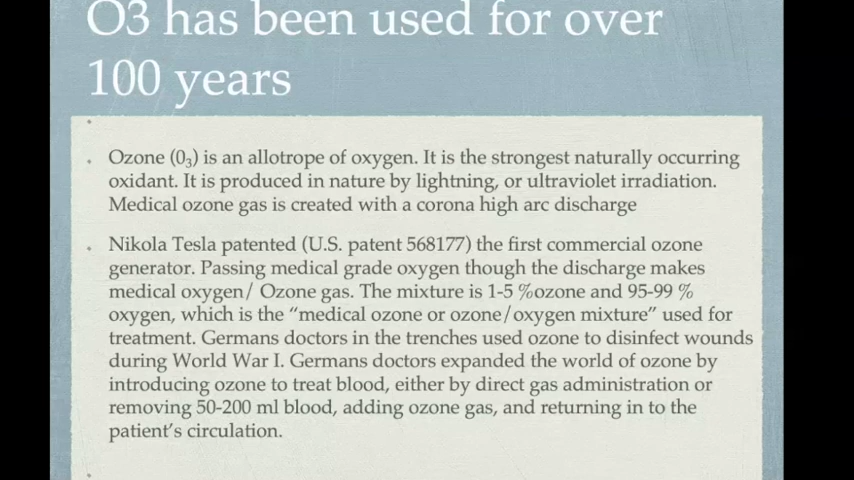 O3 has been used for over
100 years
Ozone (0₃) is an allotrope of oxygen. It is the strongest naturally occurring
oxidant. It is produced in nature by lightning, or ultraviolet irradiation.
Medical ozone gas is created with a corona high arc discharge
Nikola Tesla patented (U.S. patent 568177) the first commercial ozone
generator. Passing medical grade oxygen though the discharge makes
medical oxygen/ Ozone gas. The mixture is 1-5 %ozone and 95-99 %
oxygen, which is the “medical ozone or ozone/oxygen mixture” used for
treatment. Germans doctors in the trenches used ozone to disinfect wounds
during World War I. Germans doctors expanded the world of ozone by
introducing ozone to treat blood, either by direct gas administration or
removing 50-200 ml blood, adding ozone gas, and returning in to the
patient’s circulation.